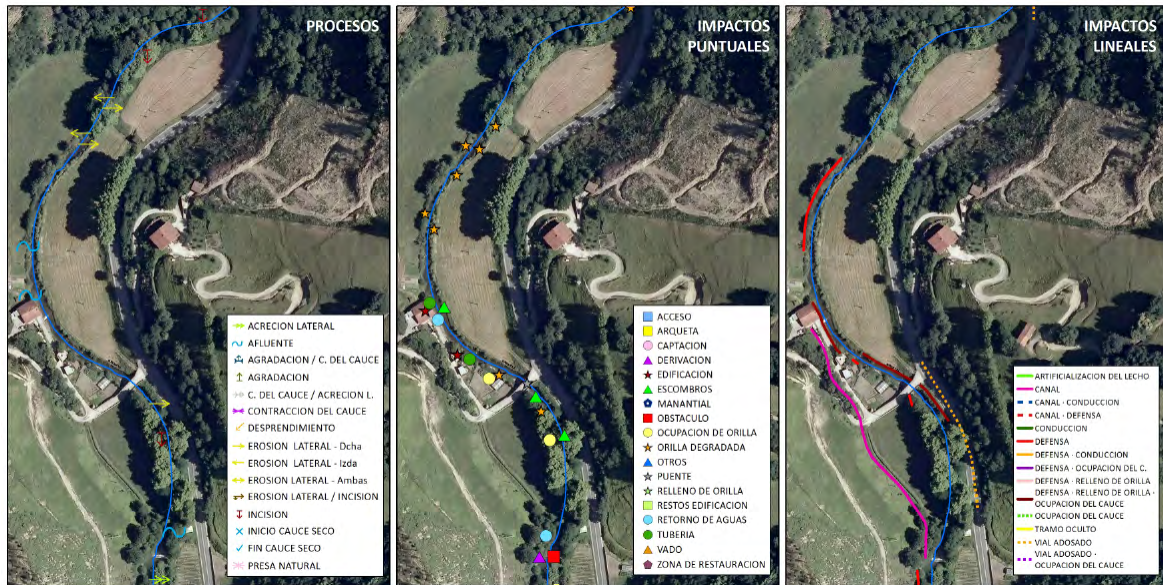 PROCESOS
ACRECION LATERAL
AFLUENTE
AGRADACION / C. DEL CAUCE
AGRADACION
C. DEL CAUCE / ACRECION L.
CONTRACCION DEL CAUCE
DESPRENDIMIENTO
EROSION LATERAL - Dcha
EROSION LATERAL - Izda
EROSION LATERAL - Ambas
EROSION LATERAL / INCISION
INCISION
INICIO CAUCE SECO
FIN CAUCE SECO
PRESA NATURAL
IMPACTOS
PUNTUALES
ACCESO
ARQUETA
CAPTACION
DERIVACION
EDIFICACION
ESCOMBROS
MANANTIAL
OBSTACULO
OCUPACION DE ORILLA
ORILLA DEGRADADA
OTROS
PUENTE
RELLENO DE ORILLA
RESTOS EDIFICACION
RETORNO DE AGUAS
TUBERIA
VADO
ZONA DE RESTAURACION
IMPACTOS
LINEALES
ARTIFICIALIZACION DEL LECHO
CANAL
CANAL - CONDUCCION
CANAL - DEFENSA
CONDUCCION
DEFENSA
DEFENSA - CONDUCCION
DEFENSA - OCUPACION DEL C.
DEFENSA - RELLENO DE ORILLA
DEFENSA - RELLENO DE ORILLA -
OCUPACION DEL CAUCE
OCUPACION DEL CAUCE
TRAMO OCULTO
VIAL ADOSADO
VIAL ADOSADO -
OCUPACION DEL CAUCE